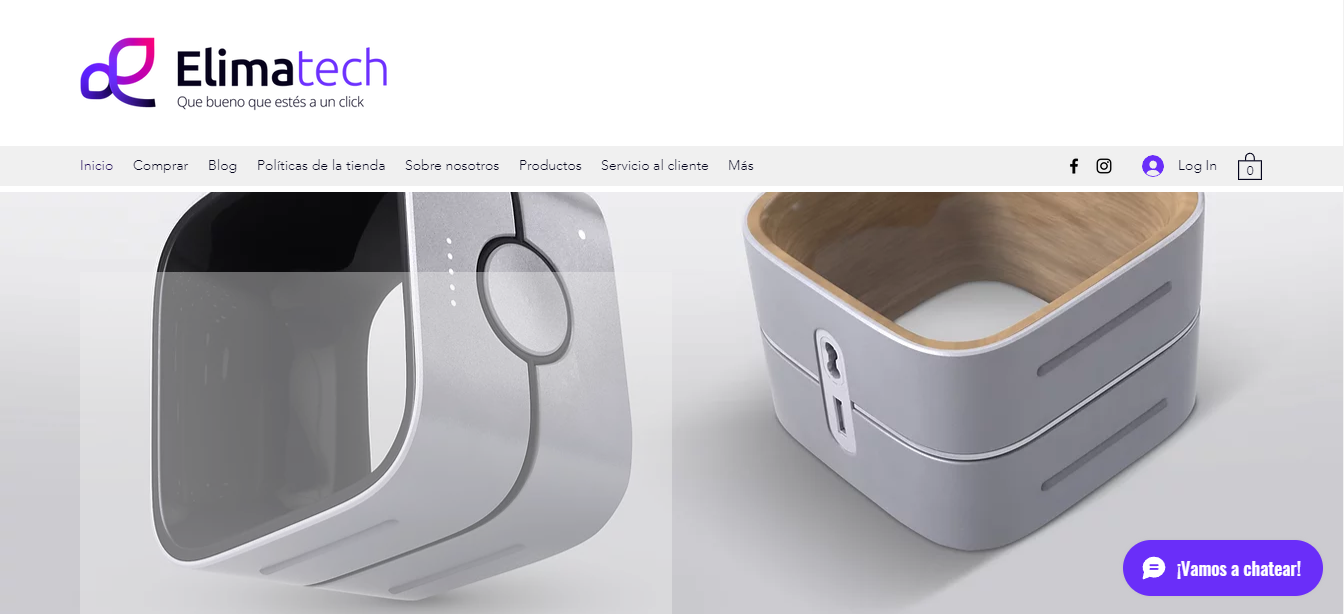 Elimatech
Que bueno que estés a un click
Inicio Comprar Blog Políticas de la tienda Sobre nosotros Productos Servicio al cliente Más Log In 0
¡Vamos a chatear!